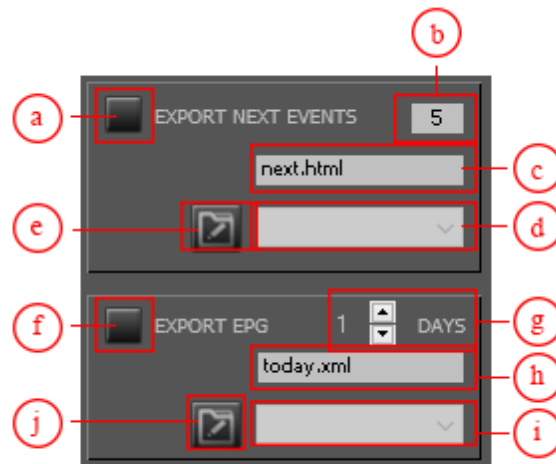 b
a EXPORT NEXT EVENTS 5
next.html c
e d
f EXPORT EPG 1 DAYS g
today.xml h
j i